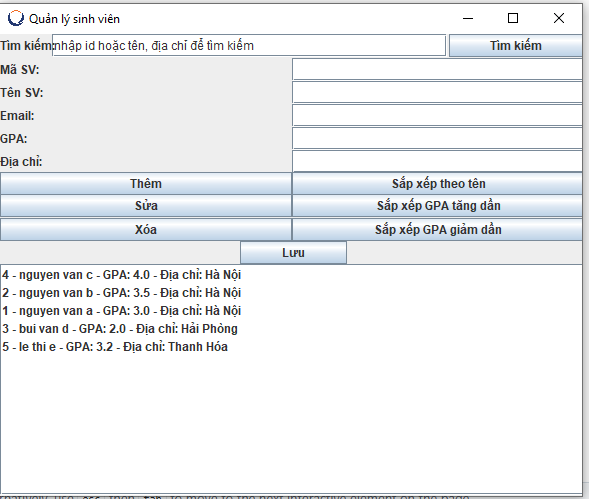 Quản lý sinh viên
Tìm kiếm: nhập id hoặc tên, địa chỉ để tìm kiếm Tìm kiếm
Mã SV:
Tên SV:
Email:
GPA:
Địa chỉ:
Thêm Sắp xếp theo tên
Sửa Sắp xếp GPA tăng dần
Xóa Sắp xếp GPA giảm dần
Lưu
4 - nguyen van c - GPA: 4.0 - Địa chỉ: Hà Nội
2 - nguyen van b - GPA: 3.5 - Địa chỉ: Hà Nội
1 - nguyen van a - GPA: 3.0 - Địa chỉ: Hà Nội
3 - bui van d - GPA: 2.0 - Địa chỉ: Hải Phòng
5 - le thi e - GPA: 3.2 - Địa chỉ: Thanh Hóa
to move to the next interactive element on the page